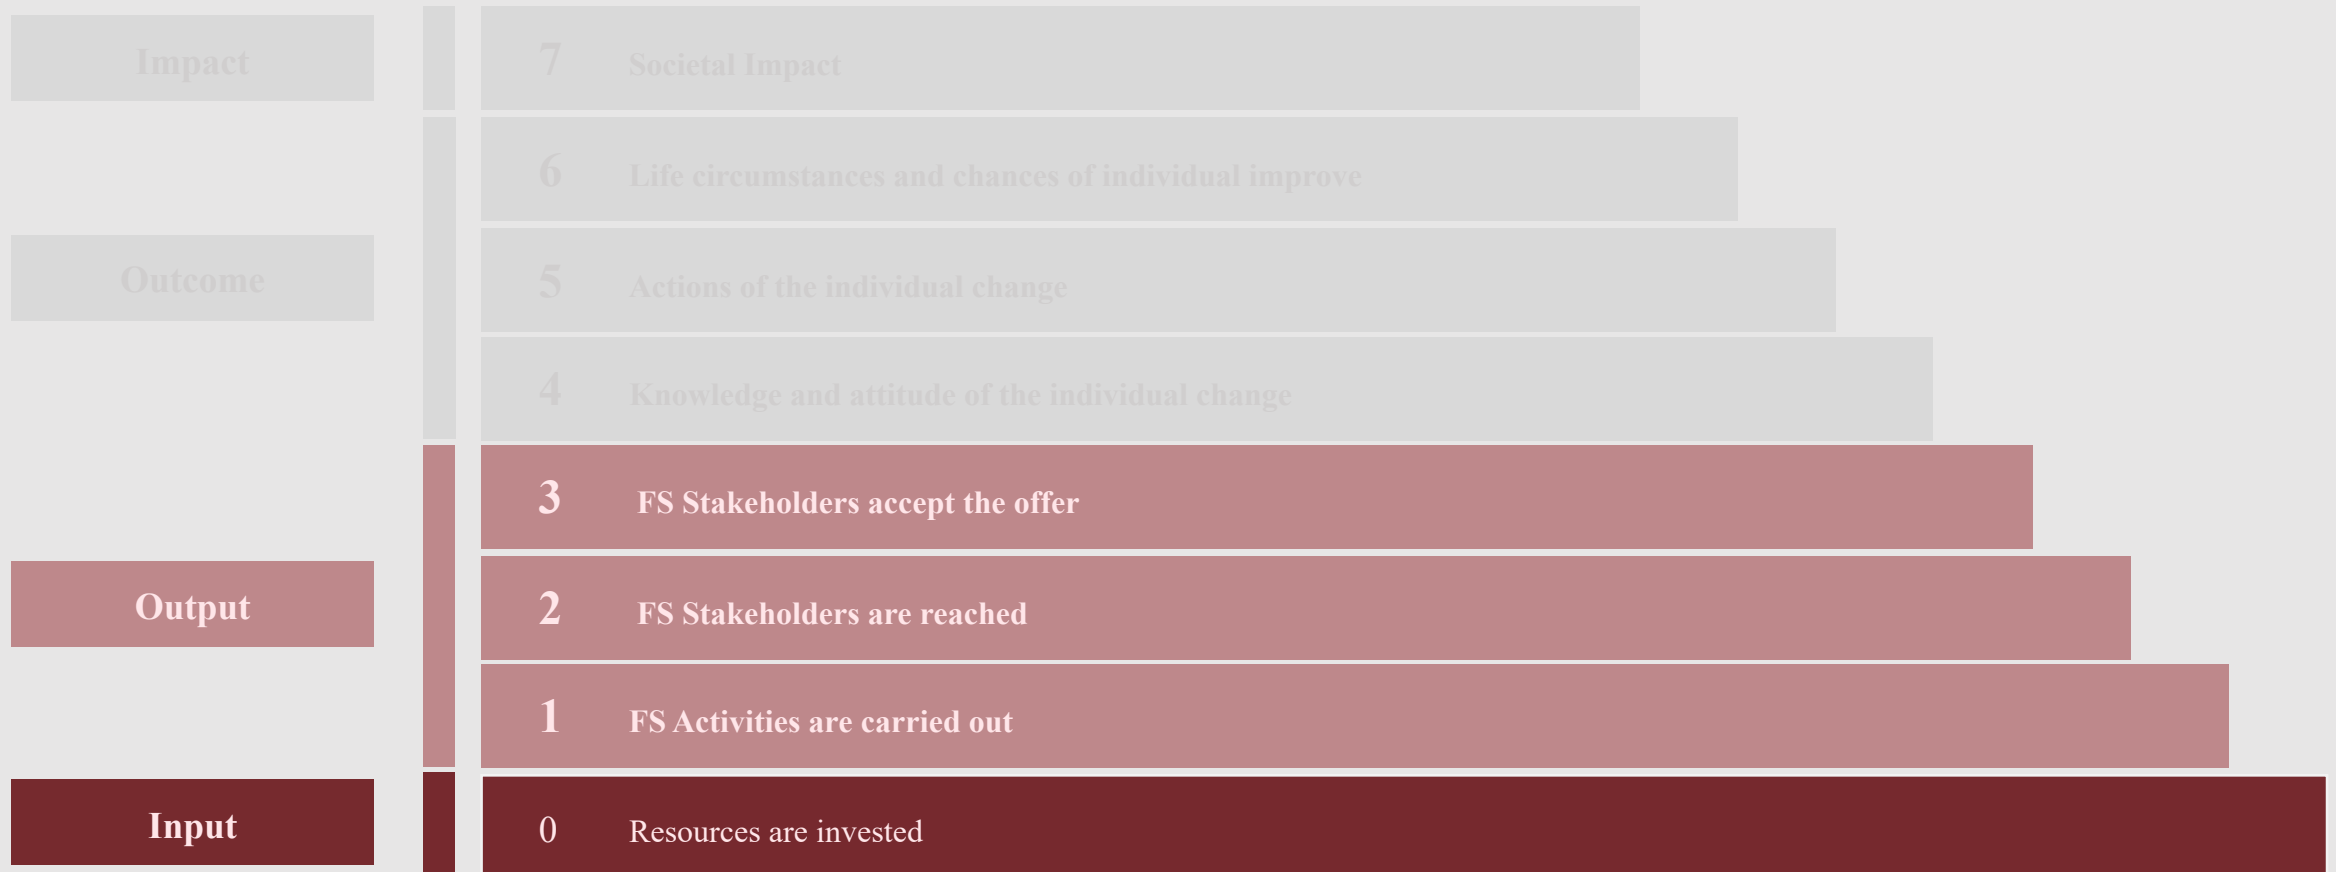 Impact
7 Societal Impact
6 Life circumstances and chances of individual improve
Outcome
5 Actions of the individual change
4 Knowledge and attitude of the individual change
3 FS Stakeholders accept the offer
Output
2 FS Stakeholders are reached
1 FS Activities are carried out
Input
0 Resources are invested